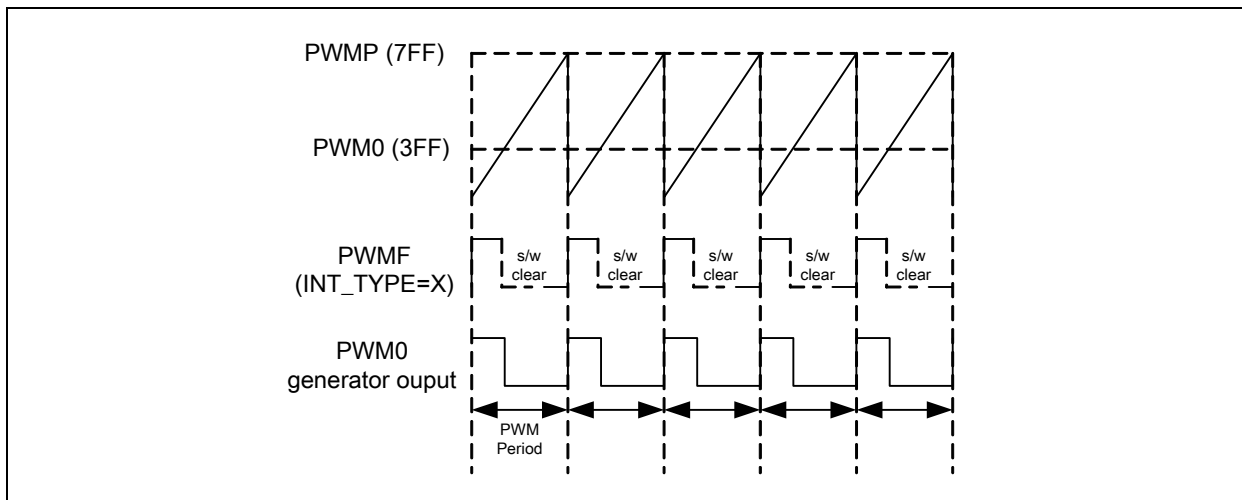 PWMP (7FF)
PWM0 (3FF)
PWMF
(INT_TYPE=X)
s/w
clear
s/w
clear
s/w
clear
s/w
clear
s/w
clear
PWM0
generator ouput
PWM
Period